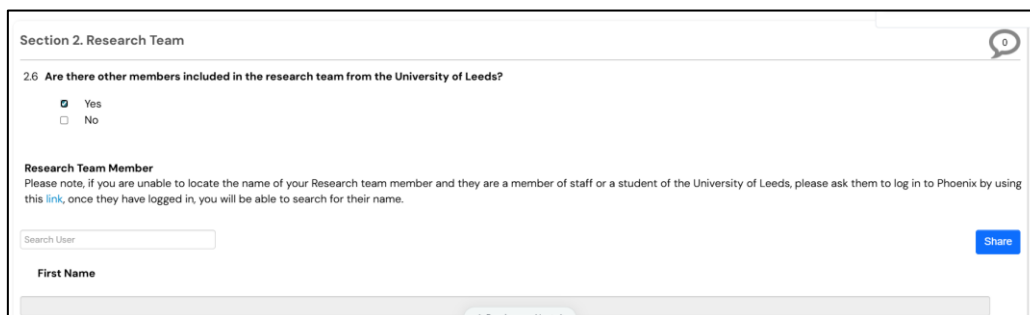 Section 2. Research Team
0
2.6 Are there other members included in the research team from the University of Leeds?
Yes
No
Research Team Member
Please note, if you are unable to locate the name of your Research team member and they are a member of staff or a student of the University of Leeds, please ask them to log in to Phoenix by using
this link, once they have logged in, you will be able to search for their name.
Search User
Share
First Name